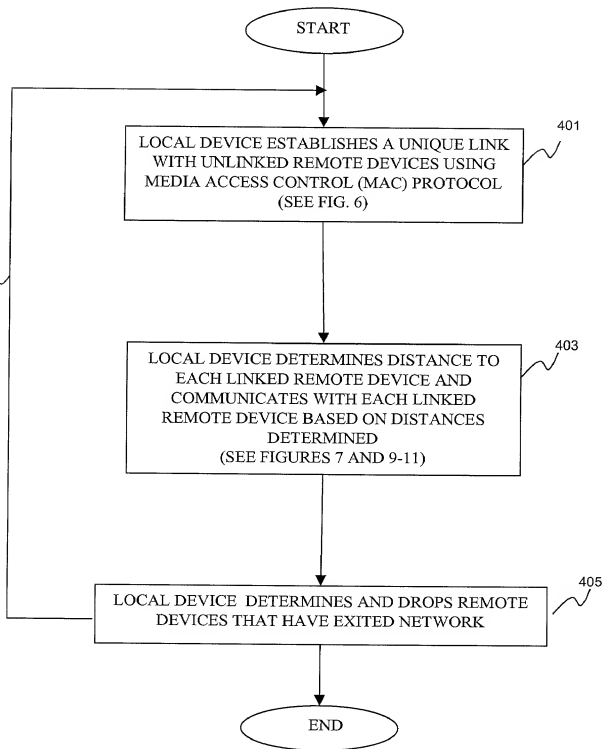 START
LOCAL DEVICE ESTABLISHES A UNIQUE LINK
WITH UNLINKED REMOTE DEVICES USING
MEDIA ACCESS CONTROL (MAC) PROTOCOL
(SEE FIG. 6)
401
LOCAL DEVICE DETERMINES DISTANCE TO
EACH LINKED REMOTE DEVICE AND
COMMUNICATES WITH EACH LINKED
REMOTE DEVICE BASED ON DISTANCES
DETERMINED
(SEE FIGURES 7 AND 9-11)
403
LOCAL DEVICE DETERMINES AND DROPS REMOTE
DEVICES THAT HAVE EXITED NETWORK
405
END